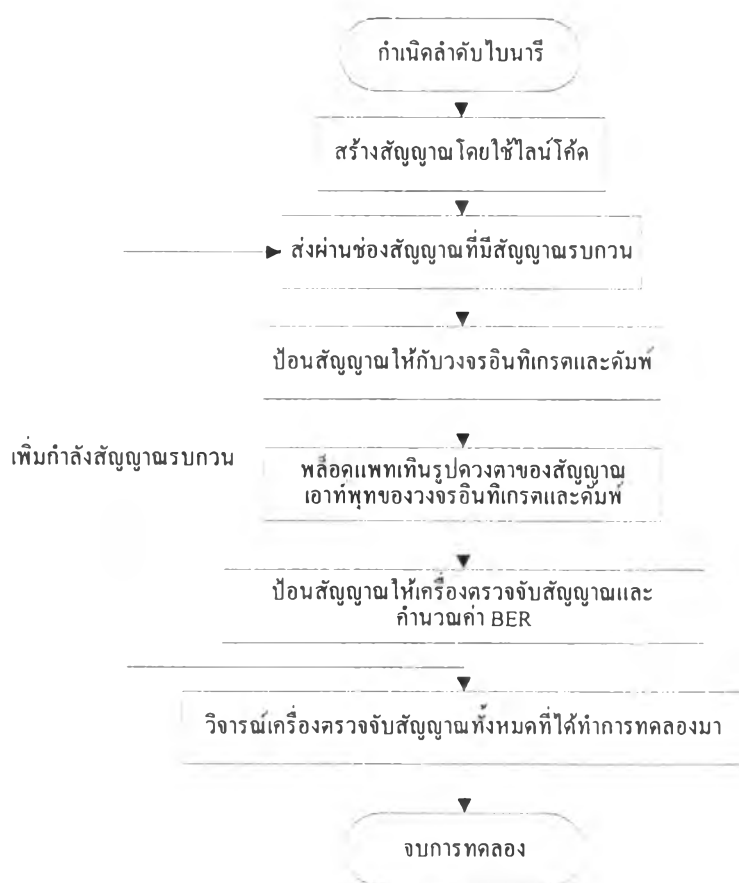 กำเนิดลำดับไบนารี
สร้างสัญญาณโดยใช้ไลน์โค้ด
ส่งผ่านช่องสัญญาณที่มีสัญญาณรบกวน
ป้อนสัญญาณให้กับวงจรอินทิเกรตและดัมพ์
เพิ่มกำลังสัญญาณรบกวน
พล็อตแพทเทินรูปดวงตาของสัญญาณ
เอาท์พุทของวงจรอินทิเกรตและดัมพ์
ป้อนสัญญาณให้เครื่องตรวจจับสัญญาณและ
คำนวณค่า BER
วิจารณ์เครื่องตรวจจับสัญญาณทั้งหมดที่ได้ทำการทดลองมา
จบการทดลอง